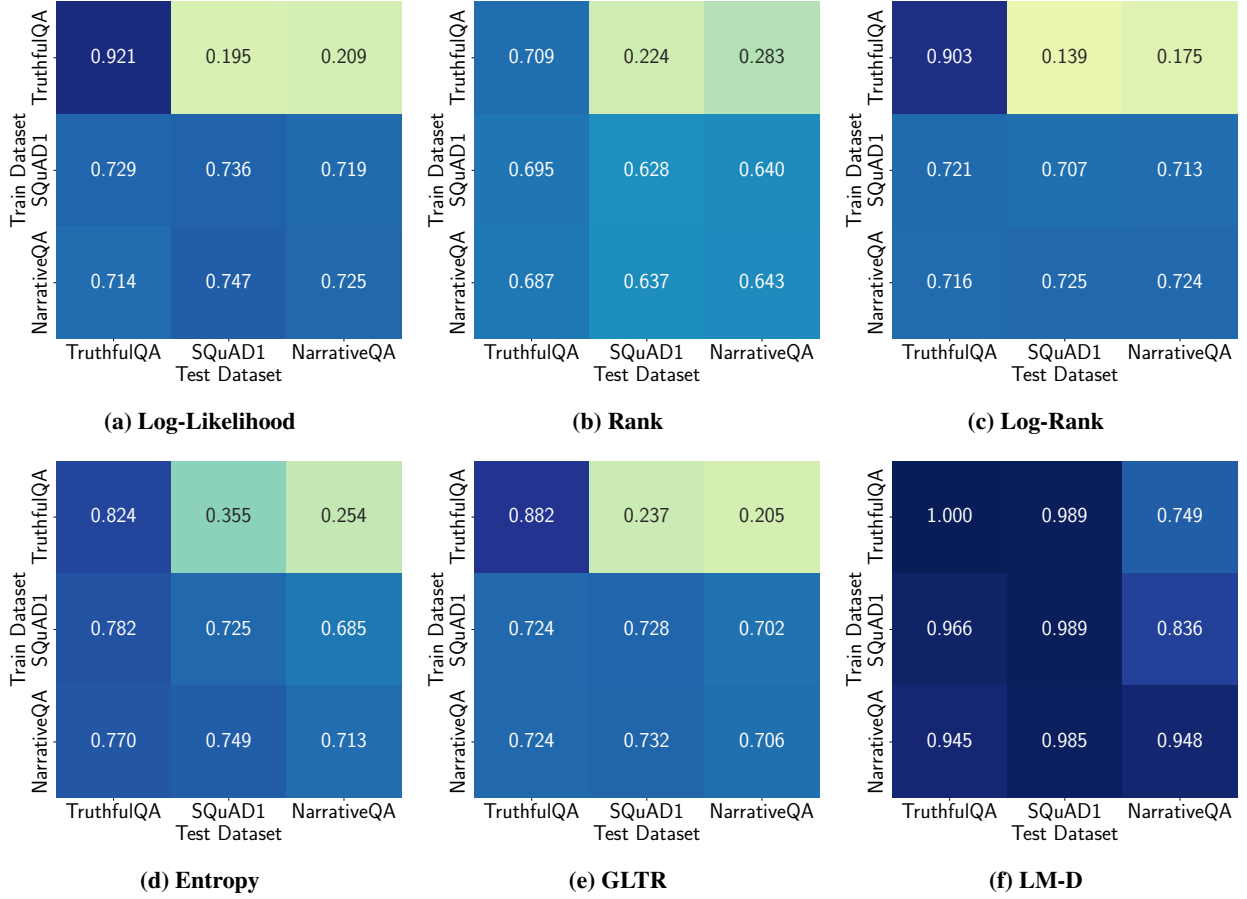 TruthfulQA 0.921 0.195 0.209
Train Dataset
SQuAD1 0.729 0.736 0.719
NarrativeQA 0.714 0.747 0.725
TruthfulQA SQuAD1 NarrativeQA
Test Dataset
(a) Log-Likelihood
TruthfulQA 0.709 0.224 0.283
Train Dataset
SQuAD1 0.695 0.628 0.640
NarrativeQA 0.687 0.637 0.643
TruthfulQA SQuAD1 NarrativeQA
Test Dataset
(b) Rank
TruthfulQA 0.903 0.139 0.175
Train Dataset
SQuAD1 0.721 0.707 0.713
NarrativeQA 0.716 0.725 0.724
TruthfulQA SQuAD1 NarrativeQA
Test Dataset
(c) Log-Rank
TruthfulQA 0.824 0.355 0.254
Train Dataset
SQuAD1 0.782 0.725 0.685
NarrativeQA 0.770 0.749 0.713
TruthfulQA SQuAD1 NarrativeQA
Test Dataset
(d) Entropy
TruthfulQA 0.882 0.237 0.205
Train Dataset
SQuAD1 0.724 0.728 0.702
NarrativeQA 0.724 0.732 0.706
TruthfulQA SQuAD1 NarrativeQA
Test Dataset
(e) GLTR
TruthfulQA 1.000 0.989 0.749
Train Dataset
SQuAD1 0.966 0.989 0.836
NarrativeQA 0.945 0.985 0.948
TruthfulQA SQuAD1 NarrativeQA
Test Dataset
(f) LM-D